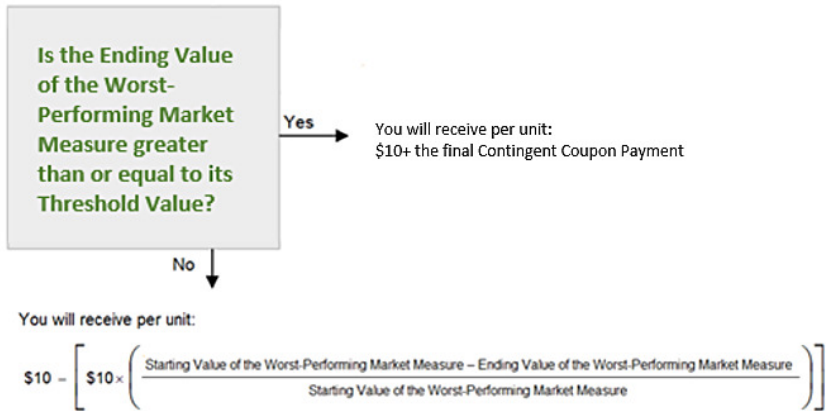 Is the Ending Value
of the Worst-
Performing Market
Measure greater
than or equal to its
Threshold Value?
Yes
You will receive per unit:
$10+ the final Contingent Coupon Payment
No
You will receive per unit:
$10 - [ $10× ( Starting Value of the Worst-Performing Market Measure – Ending Value of the Worst-Performing Market Measure
Starting Value of the Worst-Performing Market Measure ) ]